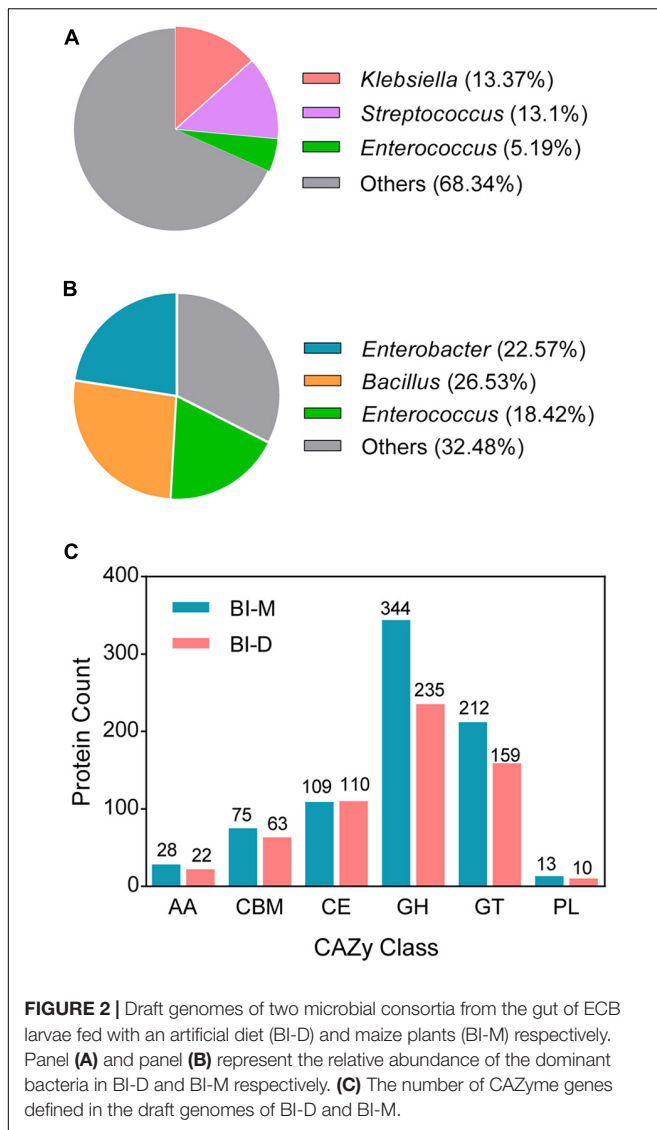 A
Klebsiella (13.37%)
Streptococcus (13.1%)
Enterococcus (5.19%)
Others (68.34%)
B
Enterobacter (22.57%)
Bacillus (26.53%)
Enterococcus (18.42%)
Others (32.48%)
C
400
300
200
100
0
Protein Count
BI-M
BI-D
28
22
75
63
109
110
344
235
212
159
13
10
AA
CBM
CE
GH
GT
PL
CAZy Class
FIGURE 2 | Draft genomes of two microbial consortia from the gut of ECB
larvae fed with an artificial diet (BI-D) and maize plants (BI-M) respectively.
Panel (A) and panel (B) represent the relative abundance of the dominant
bacteria in BI-D and BI-M respectively. (C) The number of CAZyme genes
defined in the draft genomes of BI-D and BI-M.